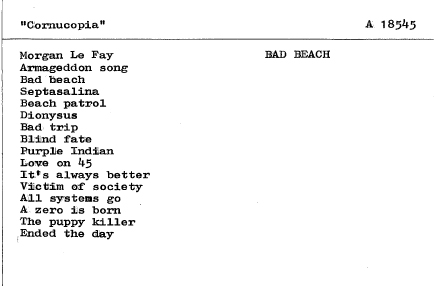 "Cornucopia" A 18545
Morgan Le Fay BAD BEACH
Armageddon song
Bad beach
Septasalina
Beach patrol
Dionysus
Bad trip
Blind fate
Purple Indian
Love on 45
It's always better
Victim of society
All systems go
A zero is born
The puppy killer
Ended the day